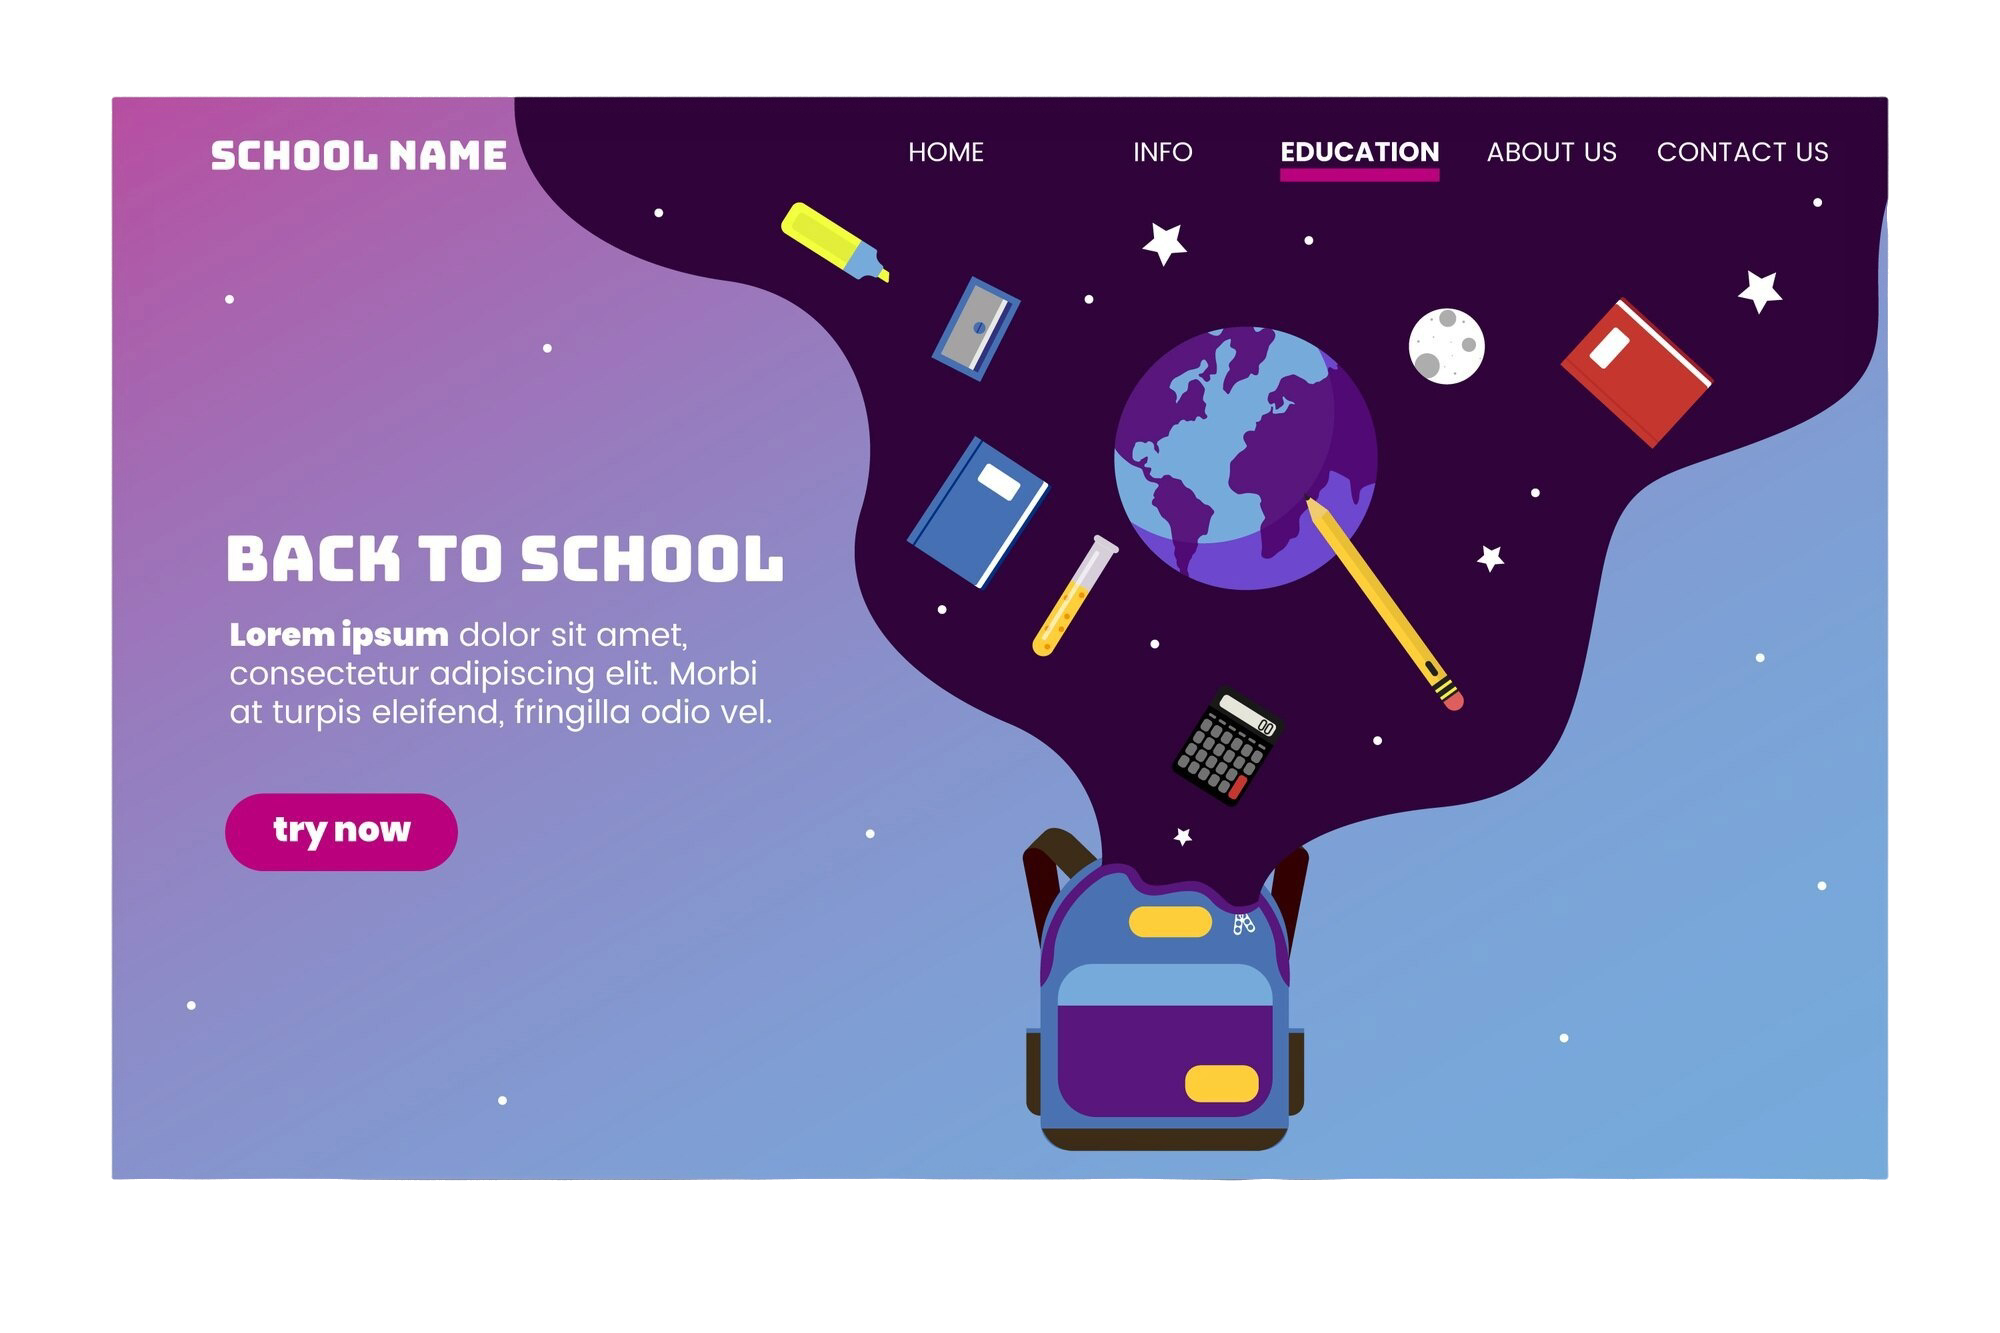 SCHOOL NAME
HOME INFO EDUCATION ABOUT US CONTACT US
BACK TO SCHOOL
Lorem ipsum dolor sit amet,
consectetur adipiscing elit. Morbi
at turpis eleifend, fringilla odio vel.
try now
00